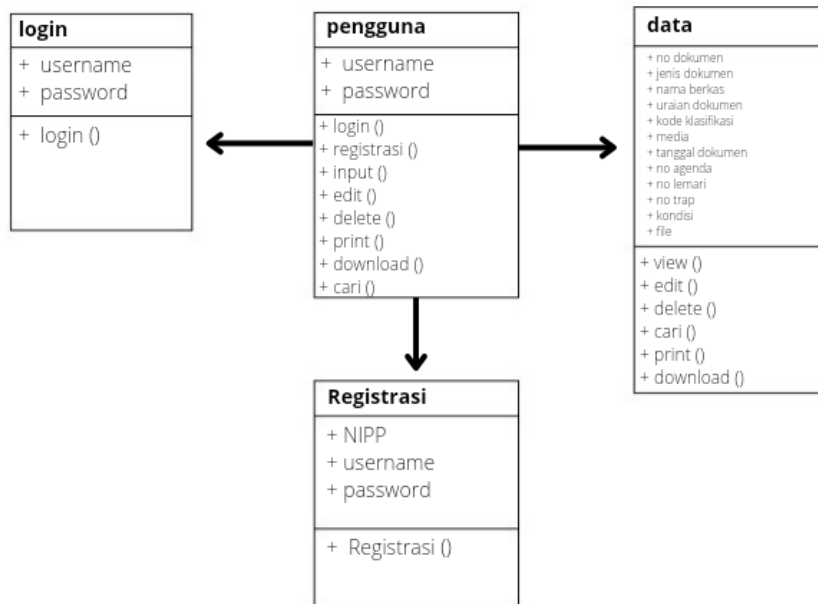 login
+ username
+ password
+ login ()
pengguna
+ username
+ password
+ login ()
+ registrasi ()
+ input ()
+ edit ()
+ delete ()
+ print ()
+ download ()
+ cari ()
data
+ no dokumen
+ jenis dokumen
+ nama berkas
+ uraian dokumen
+ kode klasifikasi
+ media
+ tanggal dokumen
+ no agenda
+ no lemari
+ no trap
+ kondisi
+ file
+ view ()
+ edit ()
+ delete ()
+ cari ()
+ print ()
+ download ()
Registrasi
+ NIPP
+ username
+ password
+ Registrasi ()